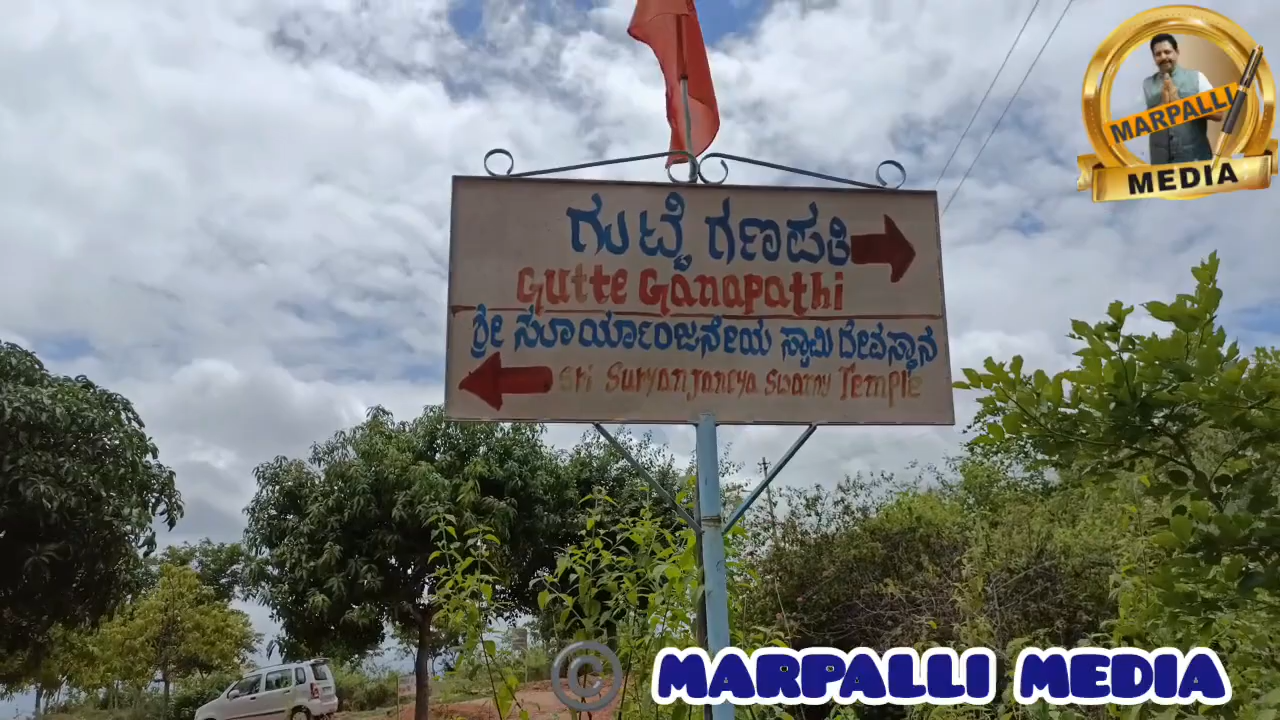 ಗುಟ್ಟೆ ಗಣಪತಿ
Gutte Ganapathi
ಶ್ರೀ ಸೂರ್ಯಾಂಜನೇಯ ಸ್ವಾಮಿ ದೇವಸ್ಥಾನ
Sri Suryanjaneya Swamy Temple
MARPALLI
MEDIA
© MARPALLI MEDIA